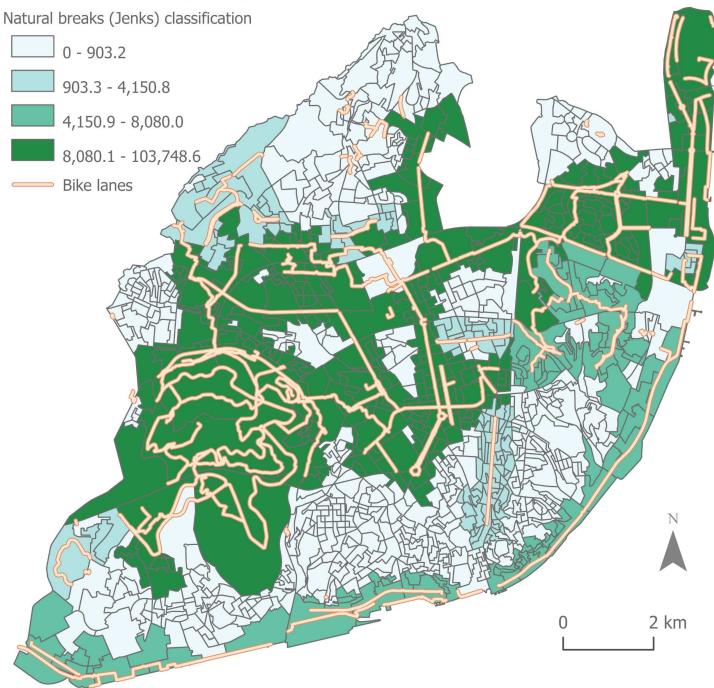 Natural breaks (Jenks) classification
0 - 903.2
903.3 - 4,150.8
4,150.9 - 8,080.0
8,080.1 - 103,748.6
Bike lanes
N
0 2 km